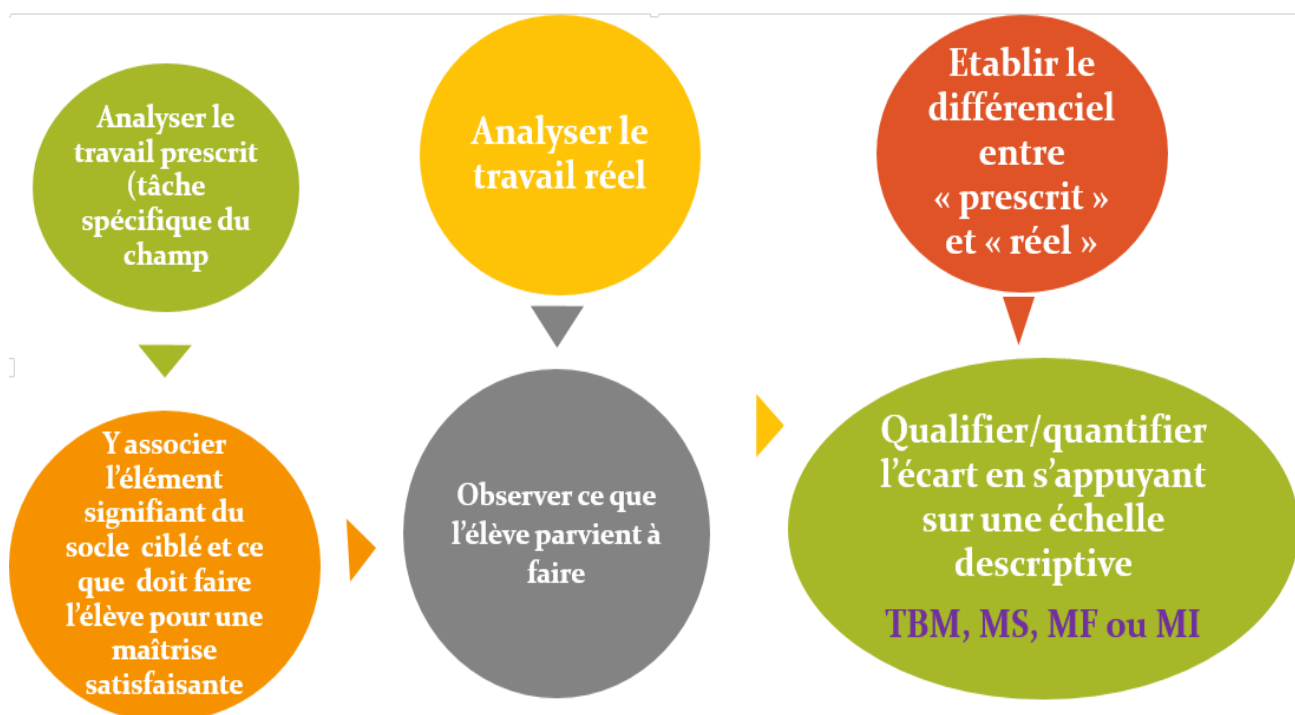 Analyser le
travail prescrit
(tâche
spécifique du
champ
Analyser le
travail réel
Etablir le
différenciel
entre
« prescrit »
et « réel »
Y associer
l’élément
signifiant du
socle ciblé et ce
que doit faire
l’élève pour une
maîtrise
satisfaisante
Observer ce que
l’élève parvient à
faire
Qualifier/quantifier
l’écart en s’appuyant
sur une échelle
descriptive
TBM, MS, MF ou MI